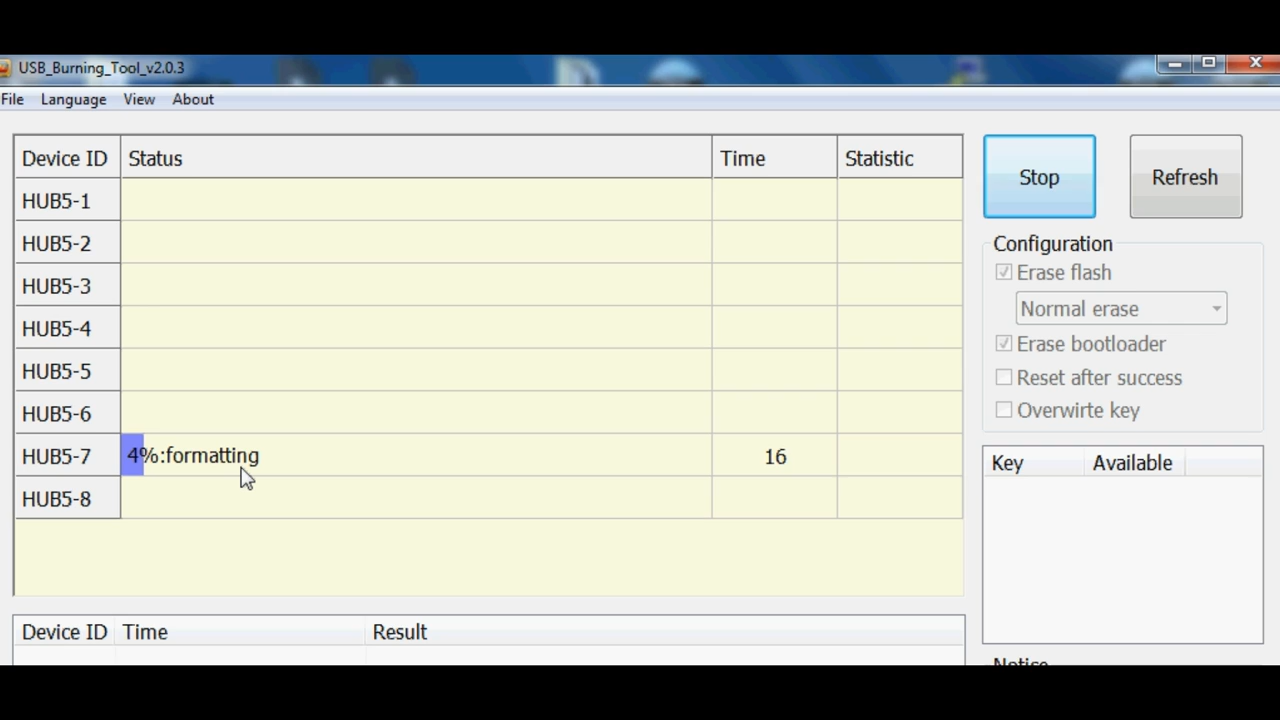 USB_Burning_Tool_v2.0.3
File Language View About
Device ID Status Time Statistic
HUB5-1
HUB5-2
HUB5-3
HUB5-4
HUB5-5
HUB5-6
HUB5-7 4%:formatting 16
HUB5-8
Stop Refresh
Configuration
Erase flash
Normal erase
Erase bootloader
Reset after success
Overwirte key
Key Available
Device ID Time Result
Notice